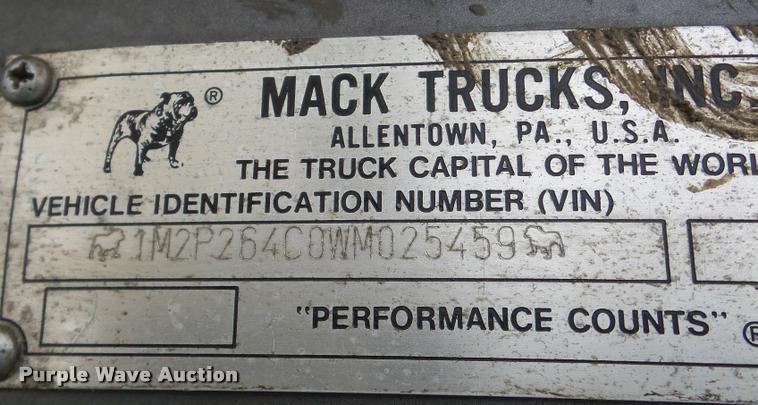 ®
MACK TRUCKS, INC.
ALLENTOWN, PA., U.S.A.
THE TRUCK CAPITAL OF THE WORL
VEHICLE IDENTIFICATION NUMBER (VIN)
1M2P264C0WM025459
"PERFORMANCE COUNTS" ®
Purple Wave Auction